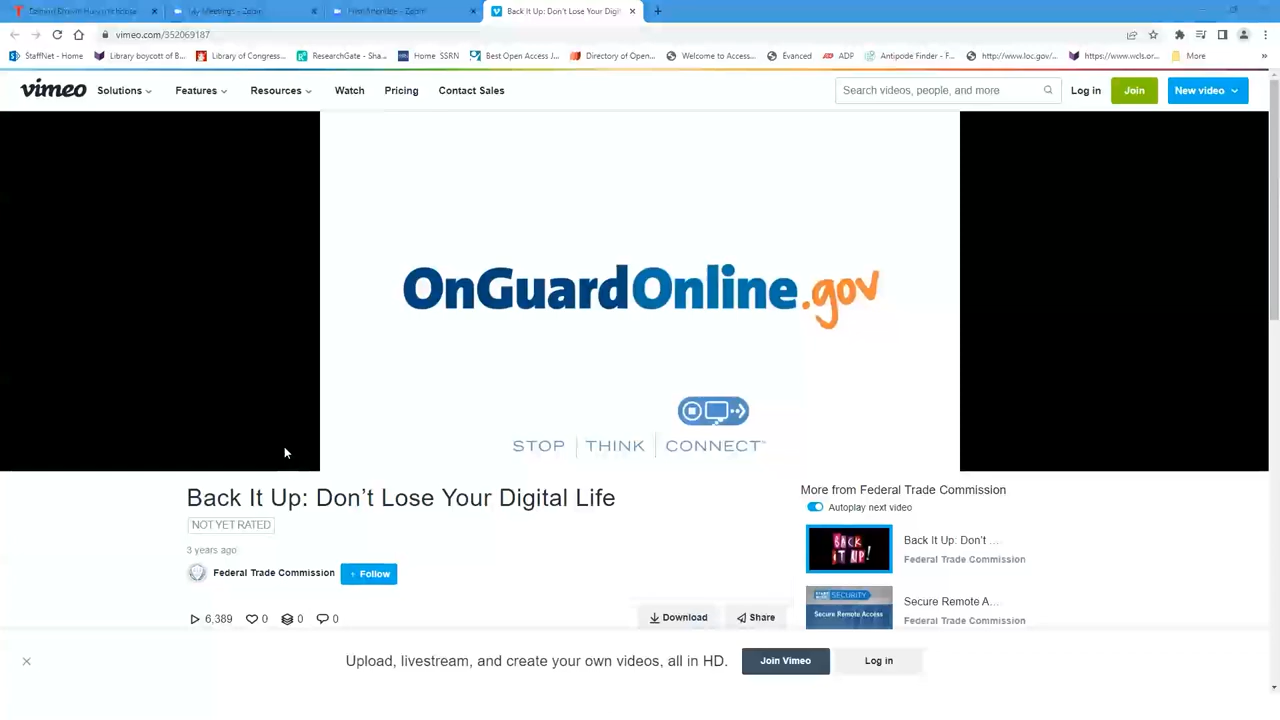 My Meetings - Zoom
Back It Up: Don't Lose Your Digit
vimeo.com/352069187
StaffNet - Home
Library boycott of B...
Library of Congress...
ResearchGate - Sha...
Home SSRN
Best Open Access J...
Directory of Open...
Welcome to Access...
Evanced
ADP
Antipode Finder - F...
http://www.loc.gov/...
https://www.wcls.or...
More
»
vimeo
Solutions
Features
Resources
Watch
Pricing
Contact Sales
Search videos, people, and more
Log in
Join
New video
OnGuardOnline.gov
STOP | THINK | CONNECT™
Back It Up: Don’t Lose Your Digital Life
NOT YET RATED
3 years ago
Federal Trade Commission
+ Follow
6,389
0
0
0
Download
Share
More from Federal Trade Commission
Autoplay next video
BACK IT UP!
Back It Up: Don't ...
Federal Trade Commission
SECURITY
Secure Remote Access
Secure Remote A...
Federal Trade Commission
Upload, livestream, and create your own videos, all in HD.
Join Vimeo
Log in